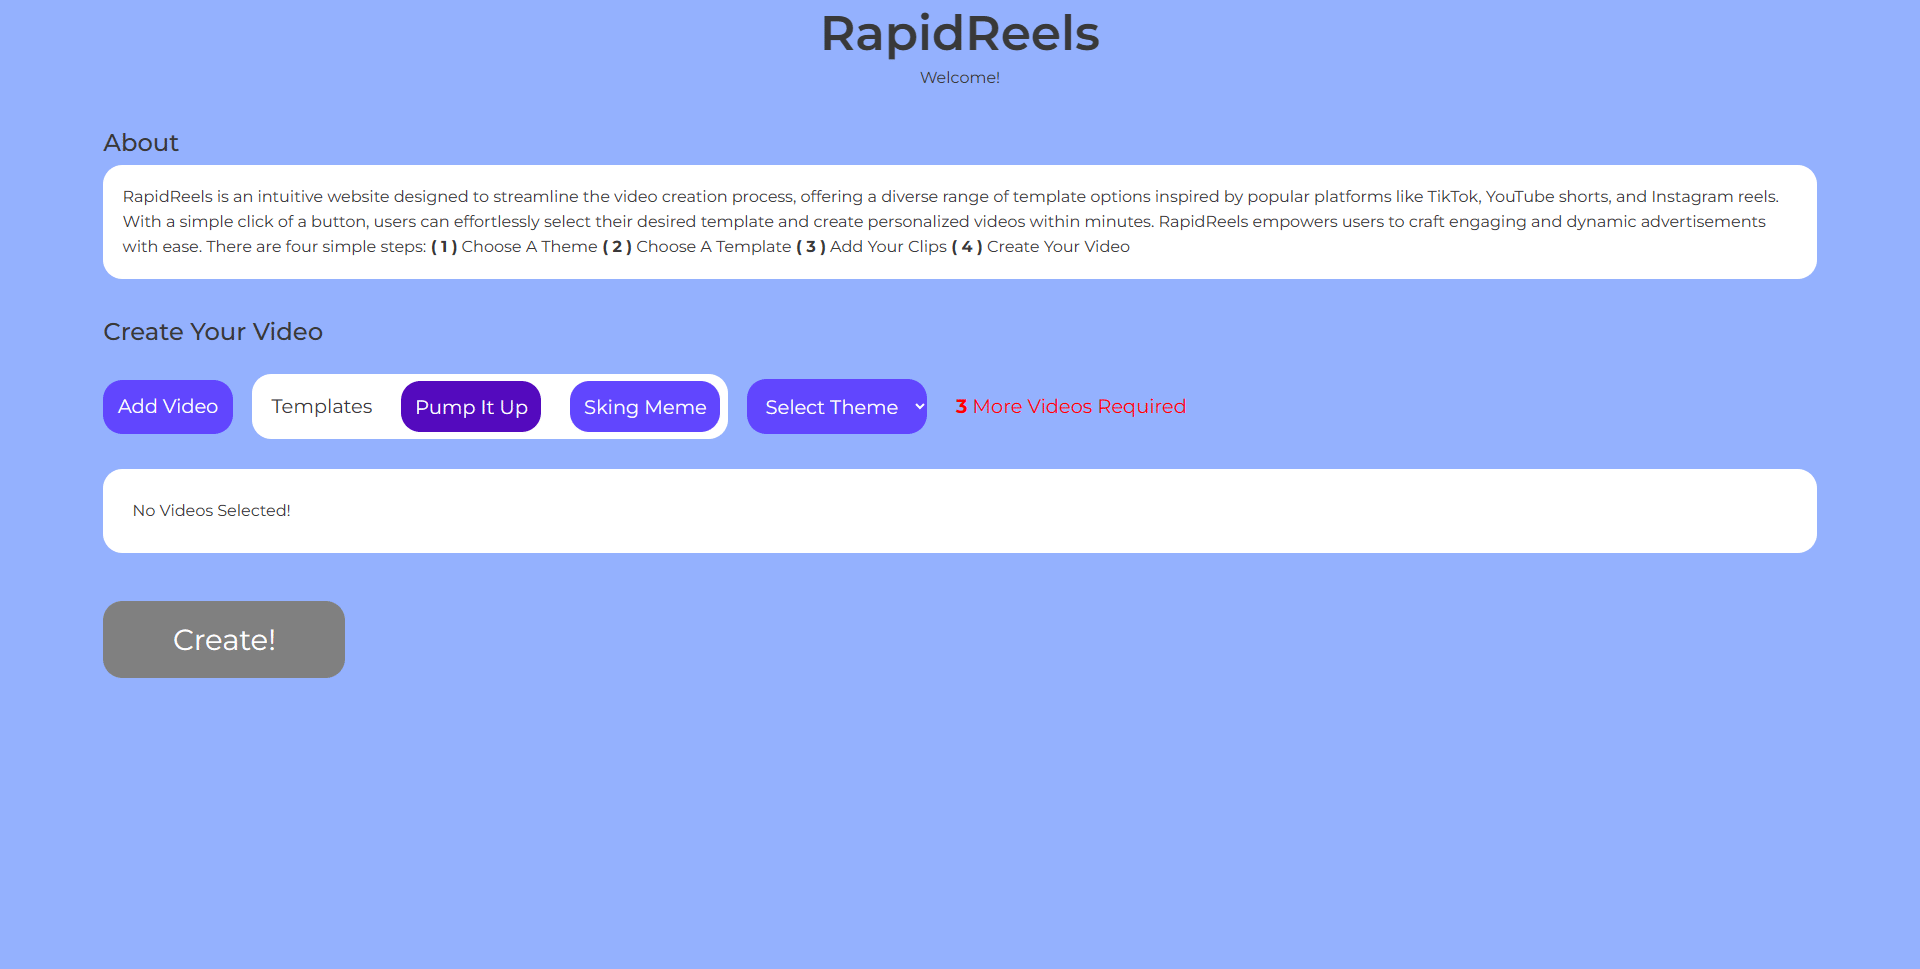 RapidReels
Welcome!
About
RapidReels is an intuitive website designed to streamline the video creation process, offering a diverse range of template options inspired by popular platforms like TikTok, YouTube shorts, and Instagram reels.
With a simple click of a button, users can effortlessly select their desired template and create personalized videos within minutes. RapidReels empowers users to craft engaging and dynamic advertisements
with ease. There are four simple steps: ( 1 ) Choose A Theme ( 2 ) Choose A Template ( 3 ) Add Your Clips ( 4 ) Create Your Video
Create Your Video
Add Video Templates Pump It Up Sking Meme Select Theme 3 More Videos Required
No Videos Selected!
Create!